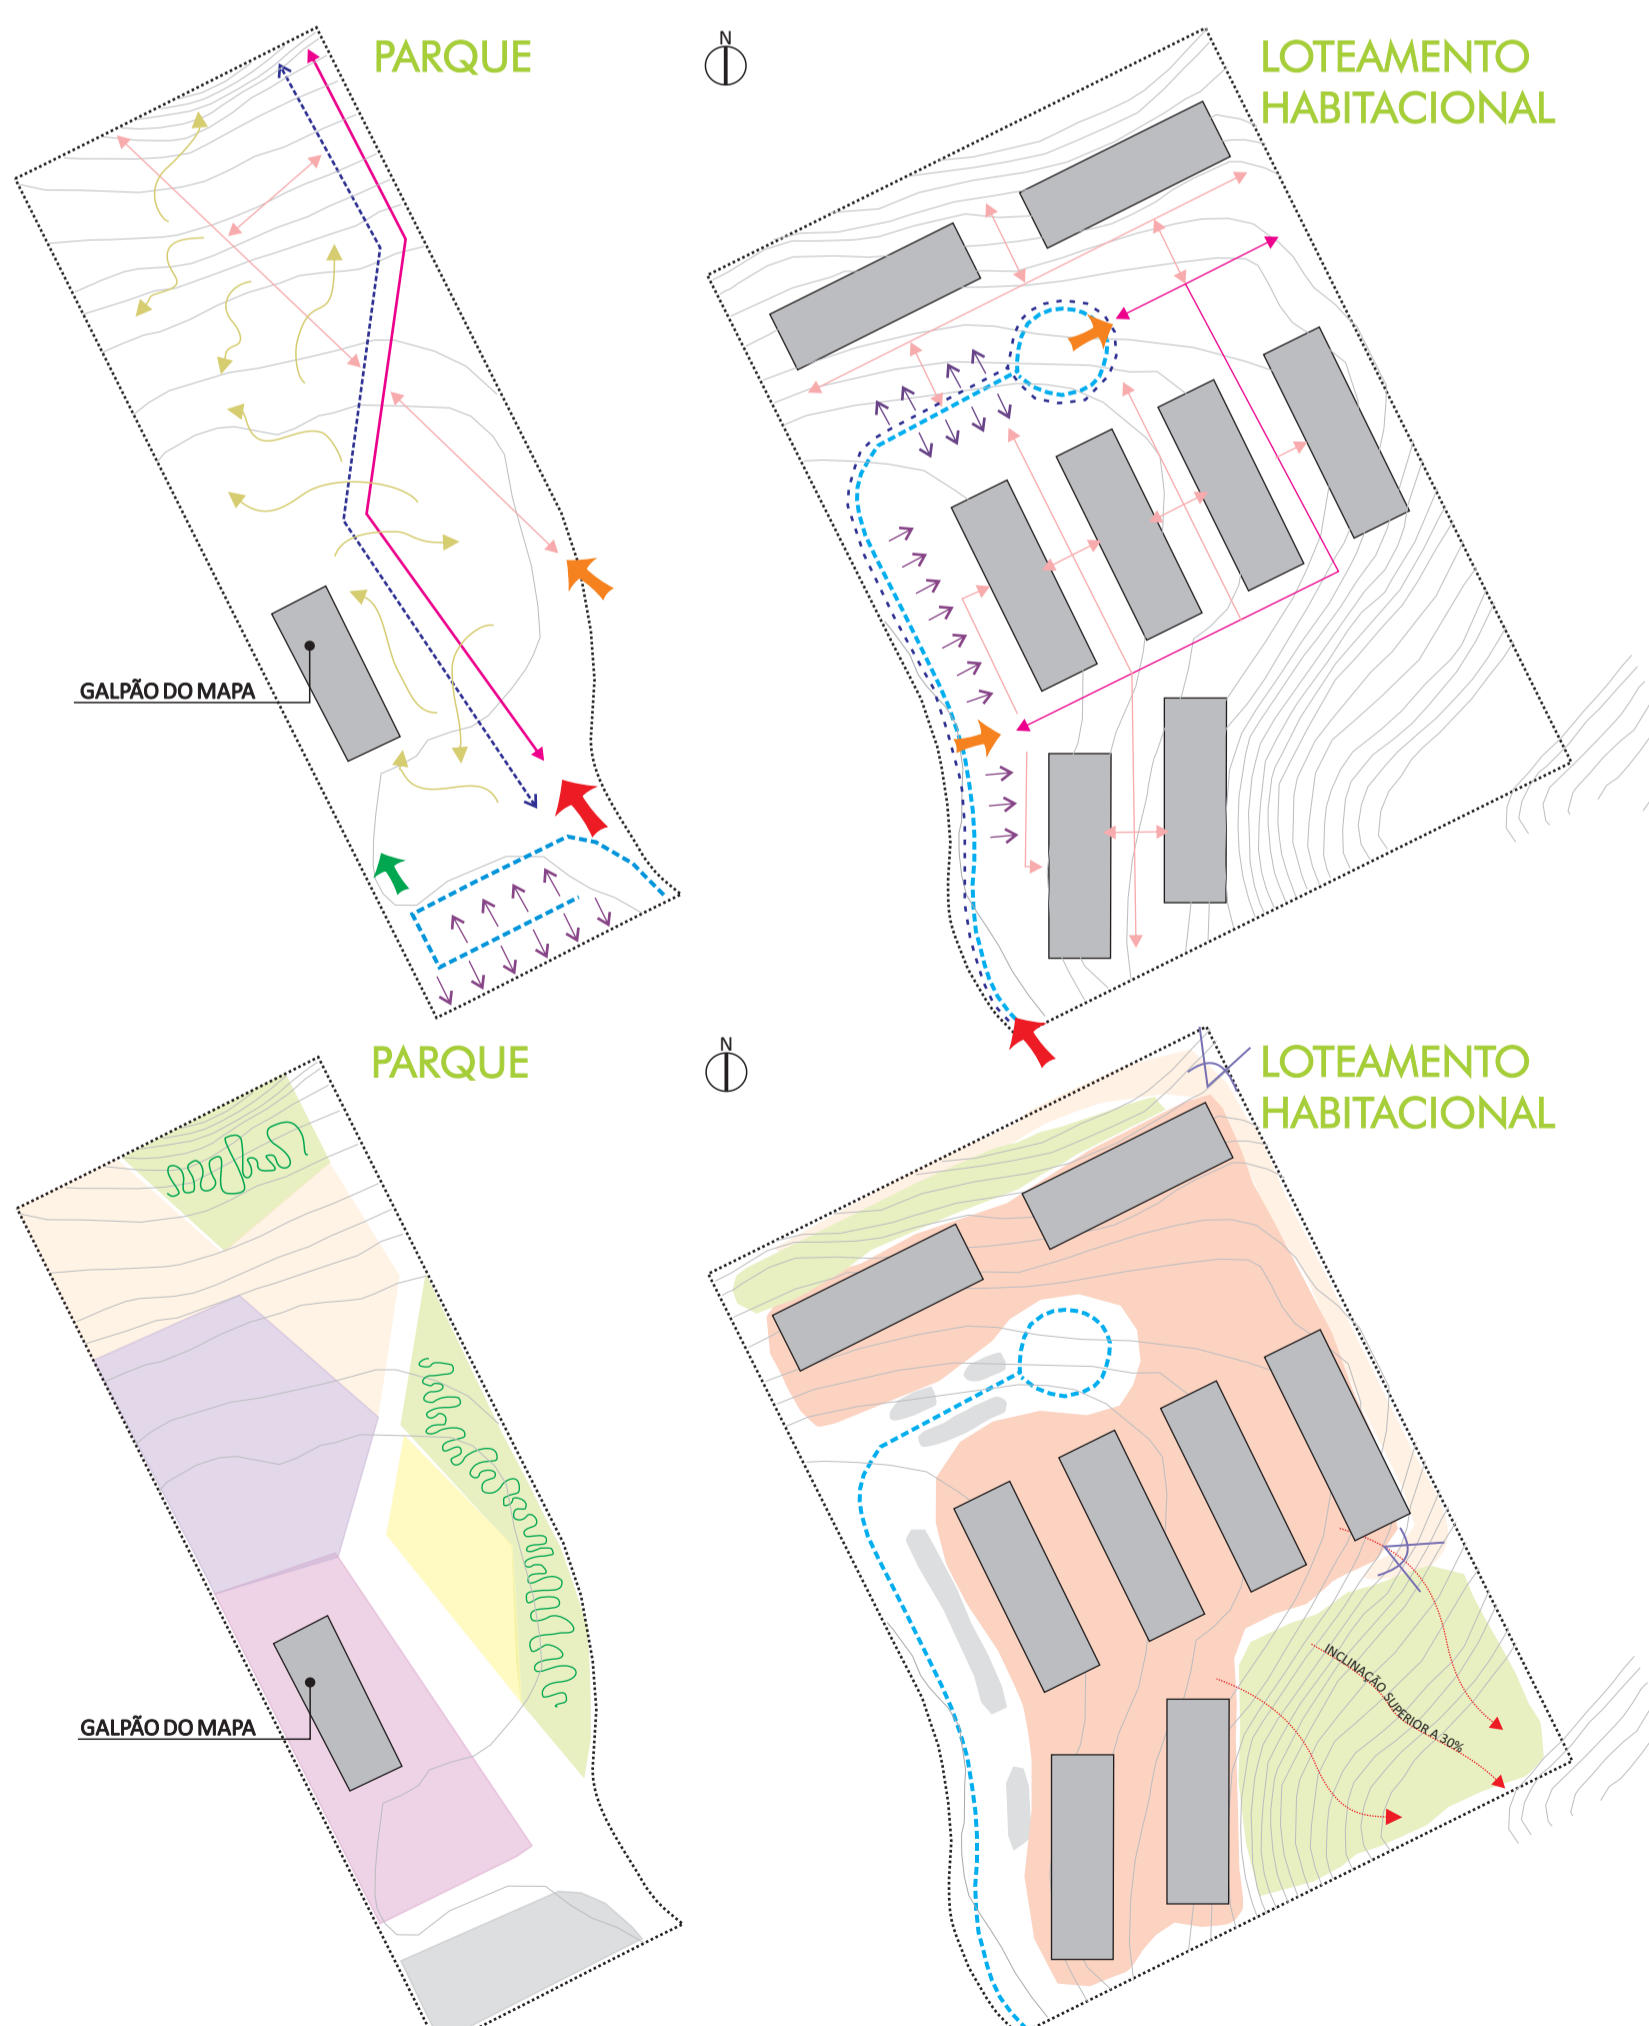 PARQUE
N
LOTEAMENTO
HABITACIONAL
GALPÃO DO MAPA
PARQUE
N
LOTEAMENTO
HABITACIONAL
INCLINAÇÃO SUPERIOR A 30%
GALPÃO DO MAPA